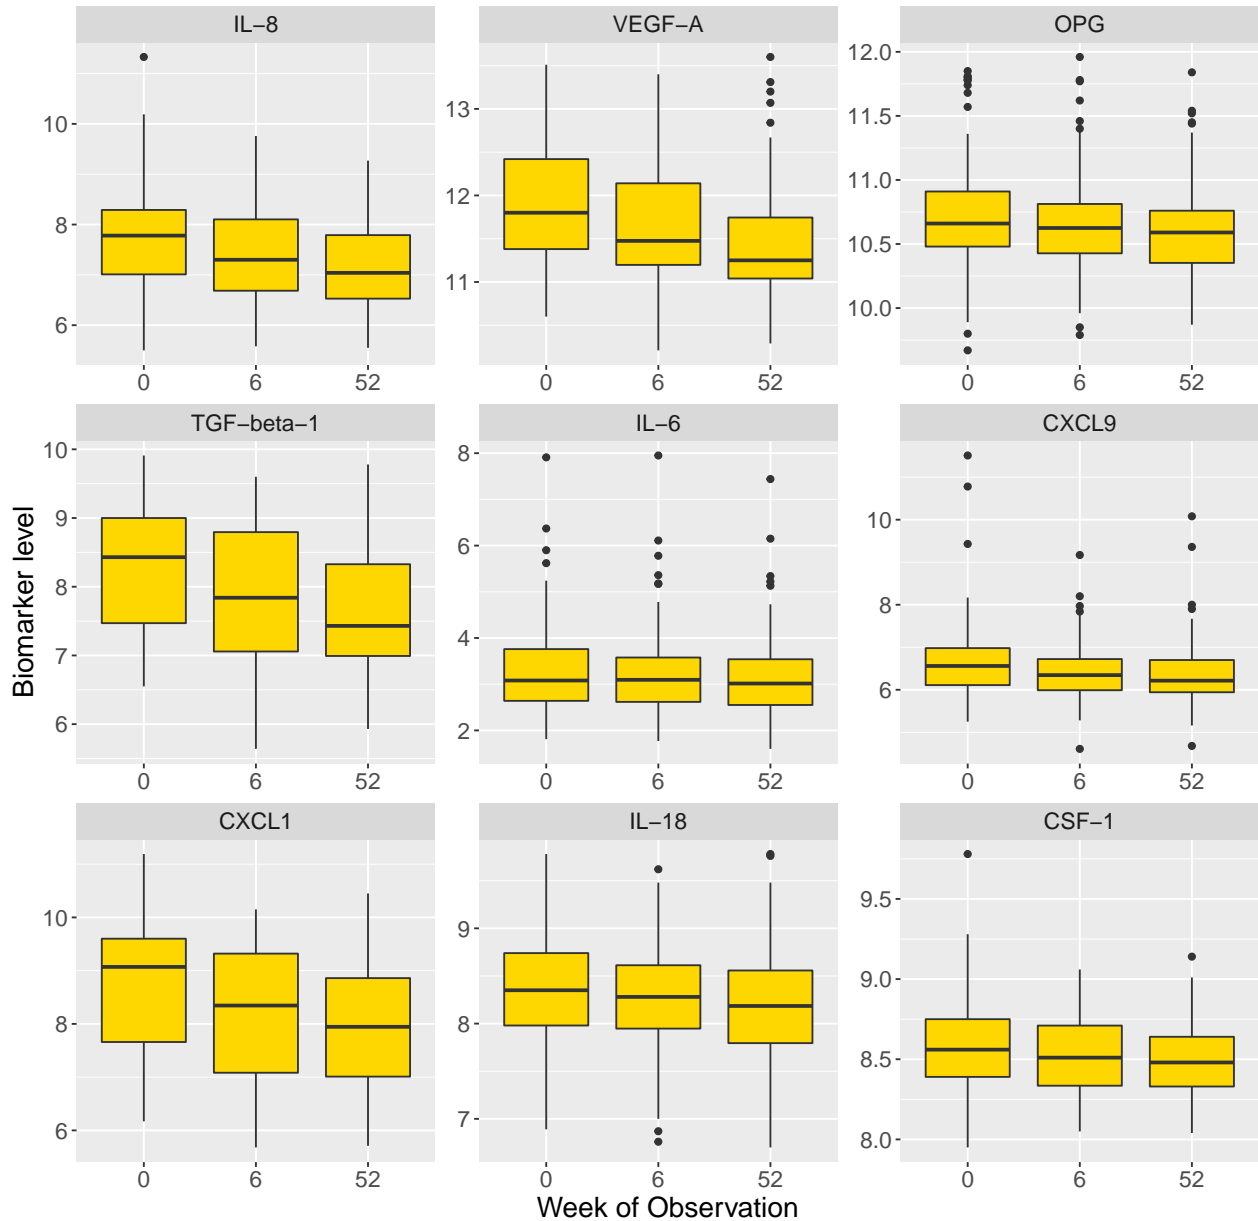 IL−8
VEGF−A
OPG
10
8
6
13
12
11
12.0
11.5
11.0
10.5
10.0
0 6 52
0 6 52
0 6 52
TGF−beta−1
IL−6
CXCL9
10
9
8
7
6
8
6
4
2
10
8
6
0 6 52
0 6 52
0 6 52
CXCL1
IL−18
CSF−1
10
8
6
9
8
7
9.5
9.0
8.5
8.0
0 6 52
0 6 52
0 6 52
Biomarker level
Week of Observation